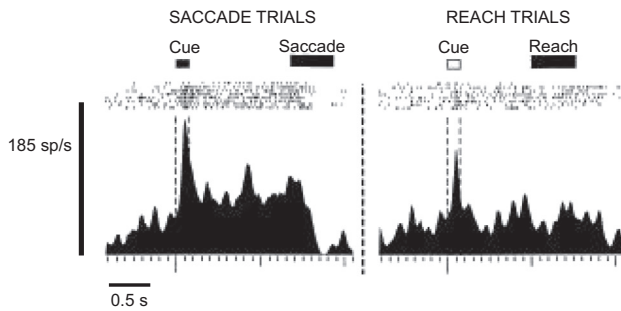 SACCADE TRIALS REACH TRIALS
Cue Saccade Cue Reach
185 sp/s
0.5 s